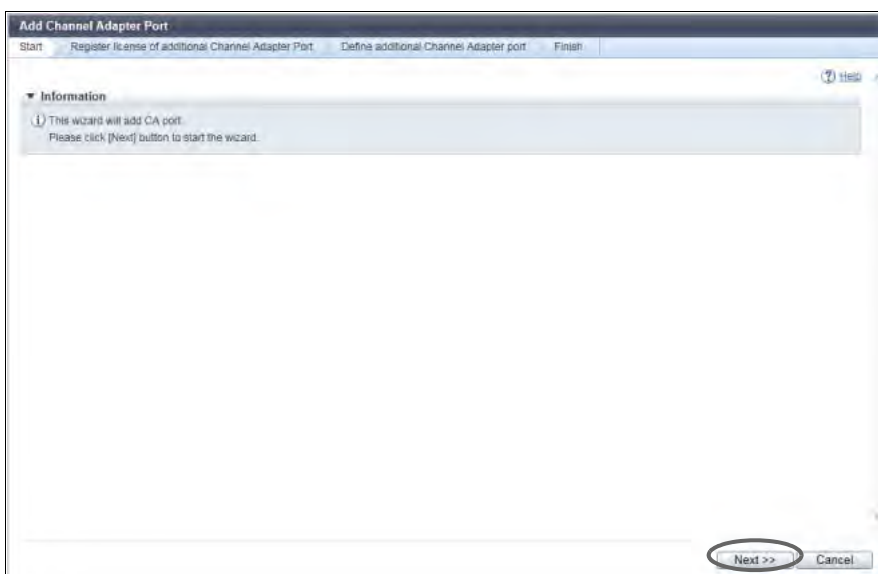 Add Channel Adapter Port
Start Register license of additional Channel Adapter Port Define additional Channel Adapter port Finish
Help
Information
This wizard will add CA port.
Please click [Next] button to start the wizard.
Next >> Cancel